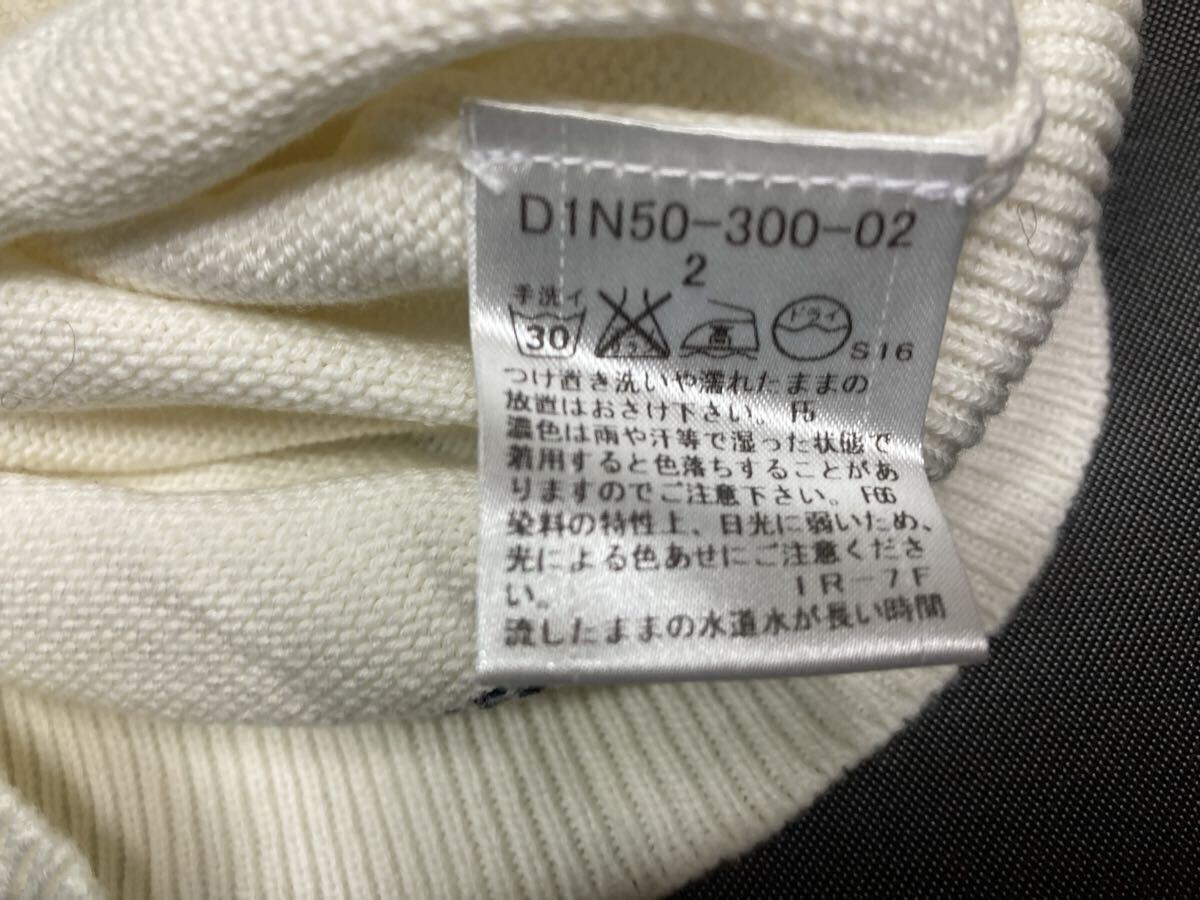 D1N50-300-02
2
手洗イ
30
高
ドライ
S16
つけ置き洗いや濡れたままの
放置はおさけ下さい。 F5
濃色は雨や汗等で湿った状態で
着用すると色落ちすることがあ
りますのでご注意下さい。 F66
染料の特性上、日光に弱いため、
光による色あせにご注意くださ
い。 IR-7F
流したままの水道水が長い時間